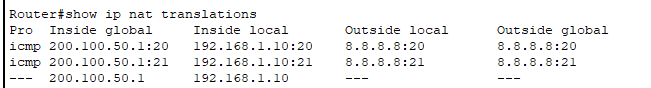 Router#show ip nat translations
Pro  Inside global     Inside local       Outside local      Outside global
icmp 200.100.50.1:20   192.168.1.10:20    8.8.8.8:20         8.8.8.8:20
icmp 200.100.50.1:21   192.168.1.10:21    8.8.8.8:21         8.8.8.8:21
---  200.100.50.1      192.168.1.10       ---                ---